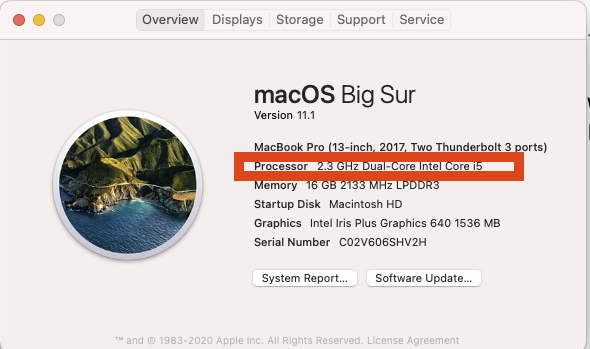 Overview Displays Storage Support Service
macOS Big Sur
Version 11.1
MacBook Pro (13-inch, 2017, Two Thunderbolt 3 ports)
Processor 2.3 GHz Dual-Core Intel Core i5
Memory 16 GB 2133 MHz LPDDR3
Startup Disk Macintosh HD
Graphics Intel Iris Plus Graphics 640 1536 MB
Serial Number C02V606SHV2H
System Report... Software Update...
™ and © 1983-2020 Apple Inc. All Rights Reserved. License Agreement